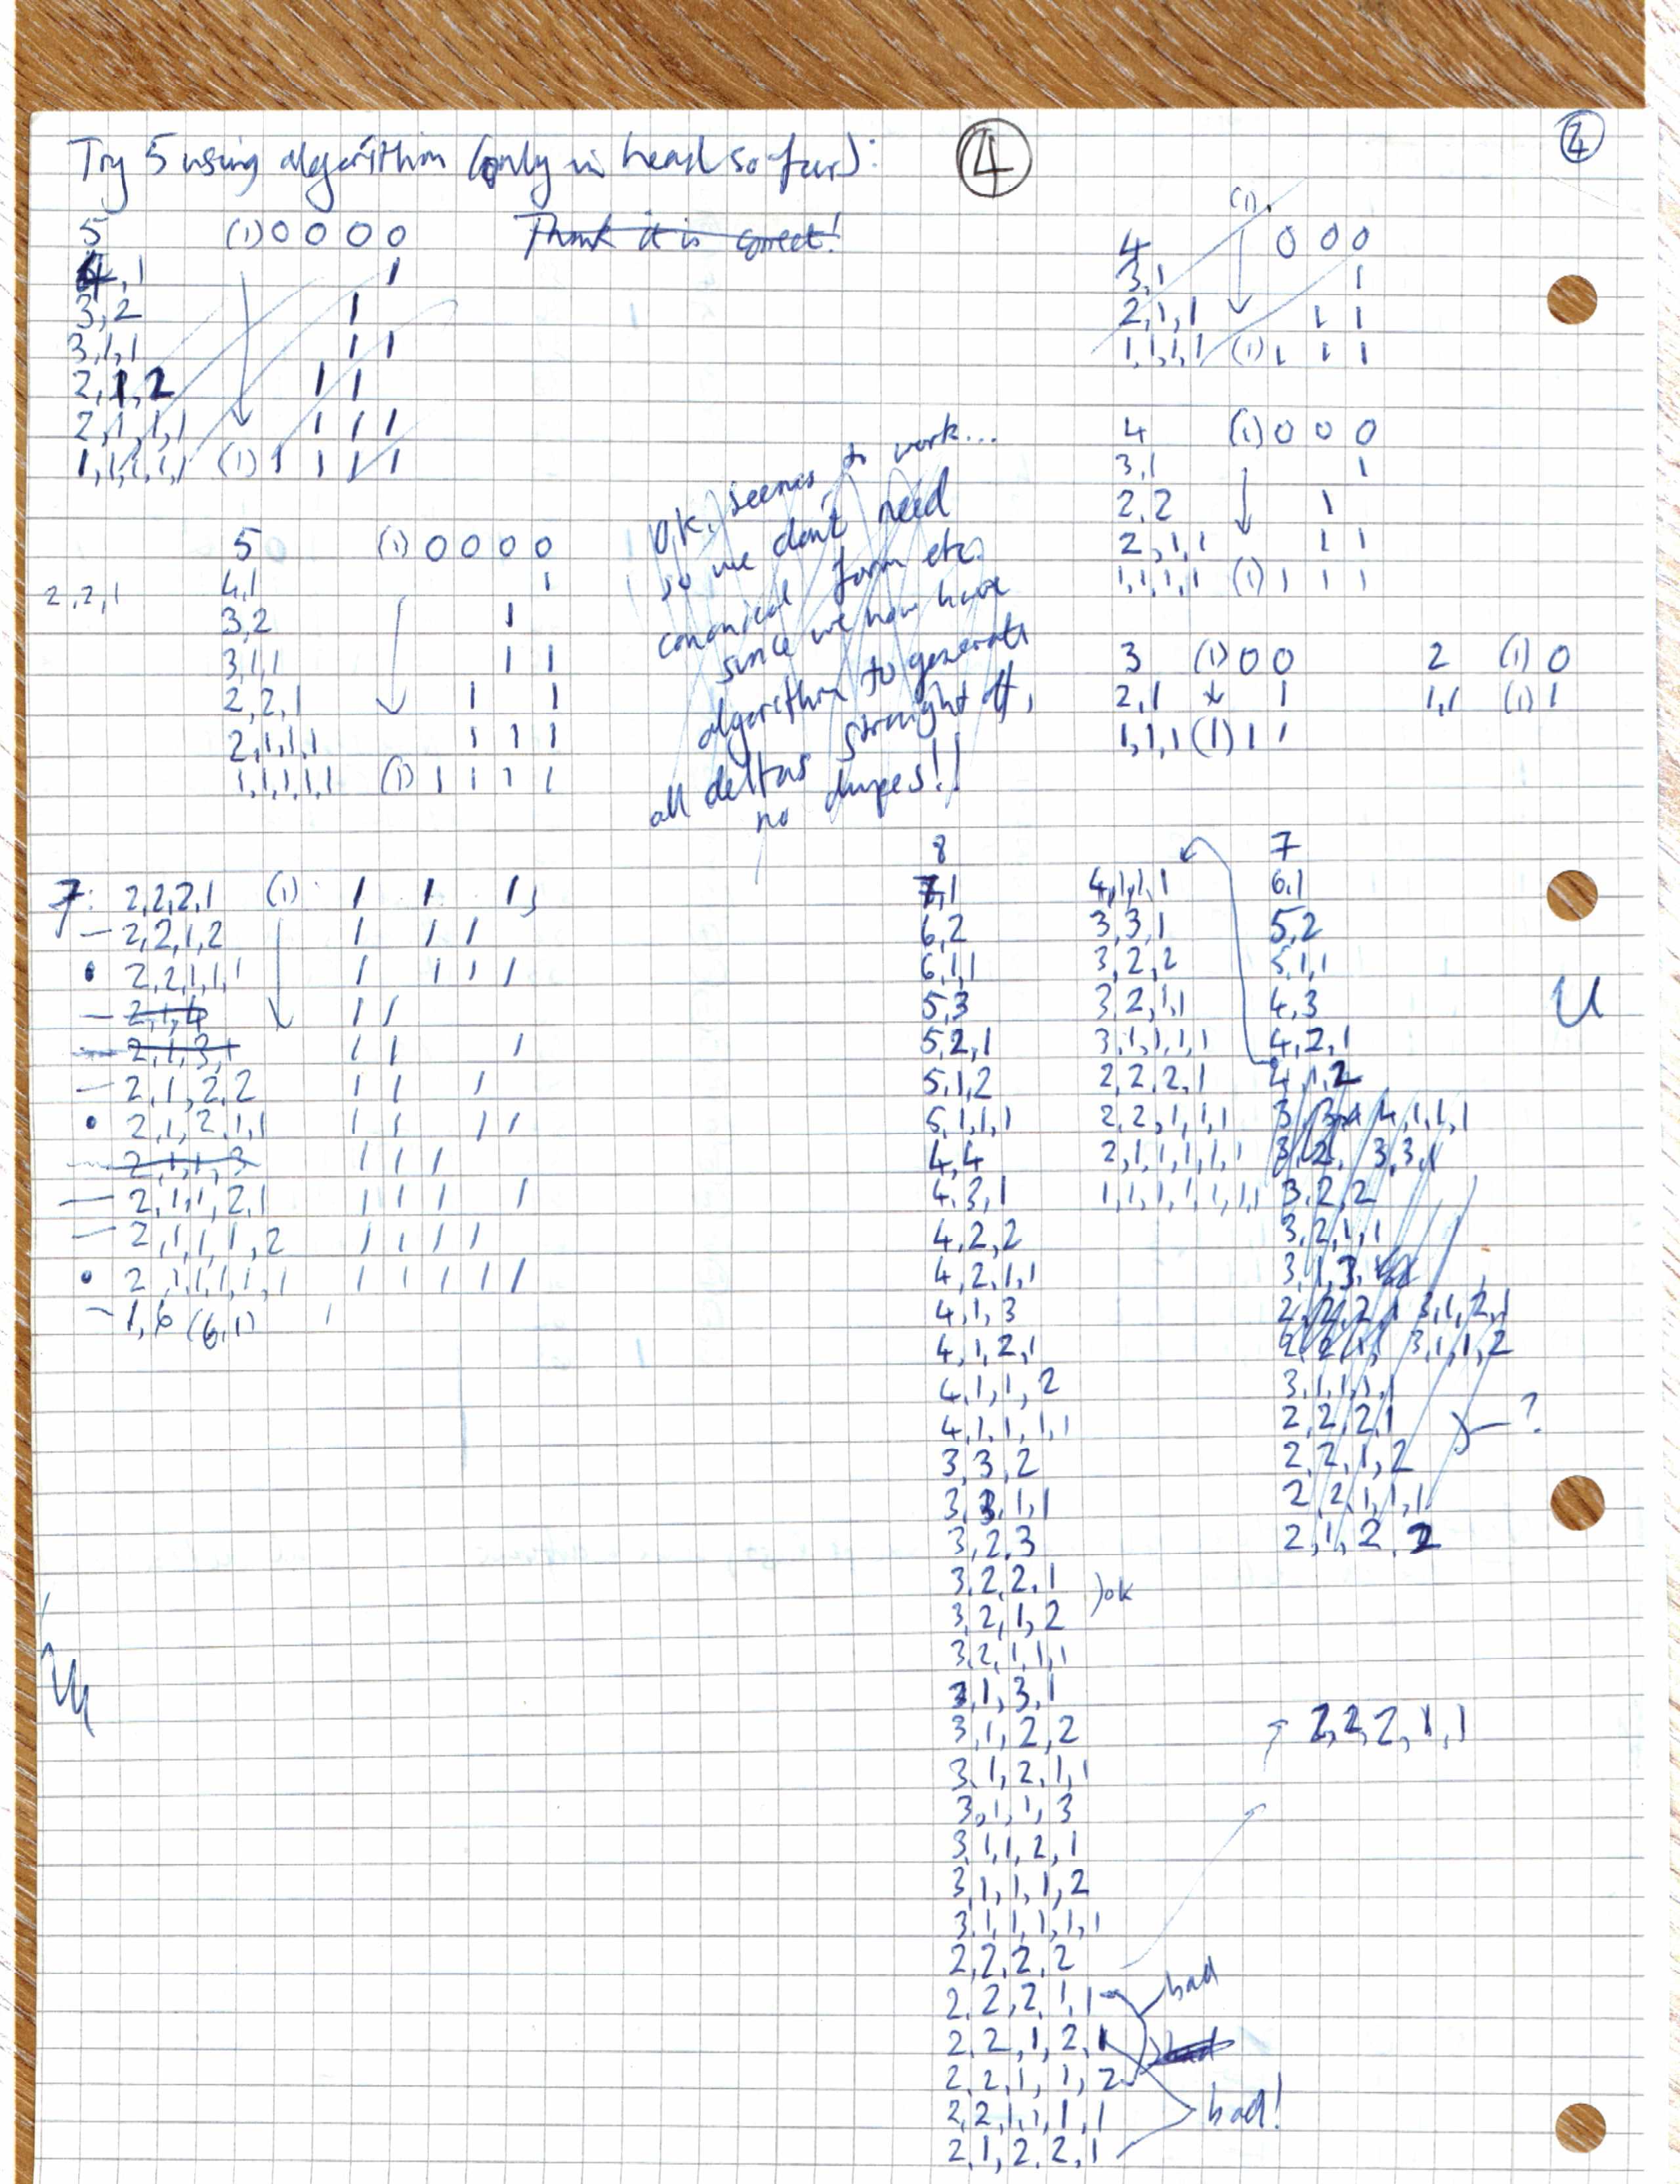 Try 5 using algorithm (only in head so far):
④
④
5 (1) 0 0 0 0
Think it is correct!
4,1 1
3,2 1
3,1,1 1 1
2,1,2 1 1
2,1,1,1 1 1 1
1,1,1,1,1 (1) 1 1 1 1
(1)
4 0 0 0
3,1 1
2,1,1 1 1
1,1,1,1 (1) 1 1 1
4 (1) 0 0 0
3,1 1
2,2 1
2,1,1 1 1
1,1,1,1 (1) 1 1 1
2,2,1
5 (1) 0 0 0 0
4,1 1
3,2 1
3,1,1 1 1
2,2,1 1 1
2,1,1,1 1 1 1
1,1,1,1,1 (1) 1 1 1 1
O.K. seems to work...
so we don't need
canonical form etc.
since we now have
algorithm to generate
all deltas straight off,
no dupes!!
3 (1) 0 0
2,1 1
1,1,1 (1) 1 1
2 (1) 0
1,1 (1) 1
7: 2,2,2,1 (1) 1 1 1
— 2,2,1,2 1 1 1
• 2,2,1,1,1 1 1 1 1
— 2,1,4 1 1
— 2,1,3,1 1 1 1
— 2,1,2,2 1 1 1
• 2,1,2,1,1 1 1 1 1
— 2,1,1,3 1 1 1
— 2,1,1,2,1 1 1 1 1
— 2,1,1,1,2 1 1 1 1
• 2,1,1,1,1,1 1 1 1 1 1
— 1,6 (6,1) 1
8
7,1
6,2
6,1,1
5,3
5,2,1
5,1,2
5,1,1,1
4,4
4,3,1
4,2,2
4,2,1,1
4,1,3
4,1,2,1
4,1,1,2
4,1,1,1,1
3,3,2
3,3,1,1
3,2,3
3,2,2,1
3,2,1,2
)ok
3,2,1,1,1
3,1,3,1
3,1,2,2
3,1,2,1,1
3,1,1,3
3,1,1,2,1
3,1,1,1,2
3,1,1,1,1,1
2,2,2,2
2,2,2,1,1
bad
2,2,1,2,1
bad
2,2,1,1,2
2,2,1,1,1,1
bad!
2,1,2,2,1
4,1,1,1
3,3,1
3,2,2
3,2,1,1
3,1,1,1,1
2,2,2,1
2,2,1,1,1
2,1,1,1,1,1
1,1,1,1,1,1,1
7
6,1
5,2
5,1,1
4,3
4,2,1
4,1,2
4,1,1,1
3,3,1
3,2,2
3,2,1,1
3,1,3
2,2,2,1 3,1,2,1
2,2,1,1 3,1,1,2
3,1,1,1,1
2,2,2,1
?
2,2,1,2
2,2,1,1,1
2,1,2,2
2,2,2,1,1
U